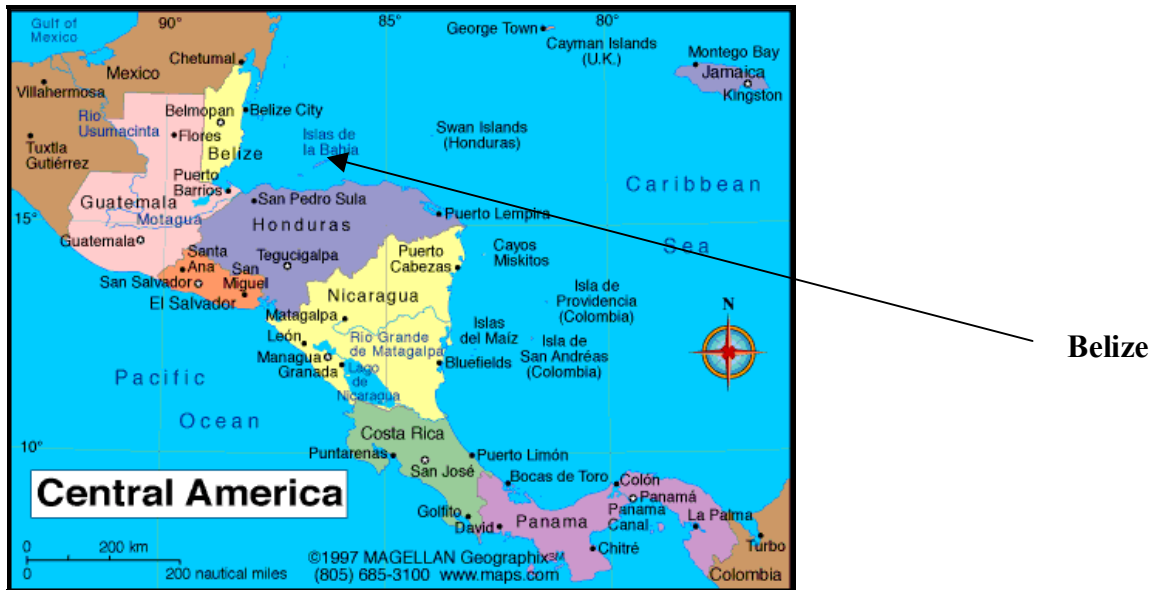 Gulf of
Mexico
90°
85°
80°
George Town
Cayman Islands
(U.K.)
Montego Bay
Jamaica
Kingston
Chetumal
Mexico
Villahermosa
Belmopan
Belize City
Rio
Usumacinta
Flores
Islas de
la Bahía
Swan Islands
(Honduras)
Tuxtla
Gutiérrez
Belize
Puerto
Barrios
Caribbean
Sea
Guatemala
San Pedro Sula
15°
Motagua
Honduras
Puerto Lempira
Guatemala
Santa
Ana
Tegucigalpa
Puerto
Cabezas
Cayos
Miskitos
San Salvador
San
Miguel
El Salvador
Nicaragua
Isla de
Providencia
(Colombia)
N
Matagalpa
León
Rio Grande
de Matagalpa
Islas
del Maíz
Isla de
San Andréas
(Colombia)
Belize
Managua
Granada
Bluefields
Lago
de
Nicaragua
Pacific
Ocean
Costa Rica
10°
Puntarenas
Puerto Limón
San José
Bocas de Toro
Colón
Panamá
Central America
Golfito
David
Panama
Panama
Canal
La Palma
Chitré
Turbo
0 200 km
0 200 nautical miles
©1997 MAGELLAN Geographix℠
(805) 685-3100 www.maps.com
Colombia